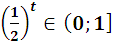 (1/2)^t ∈ (0;1]